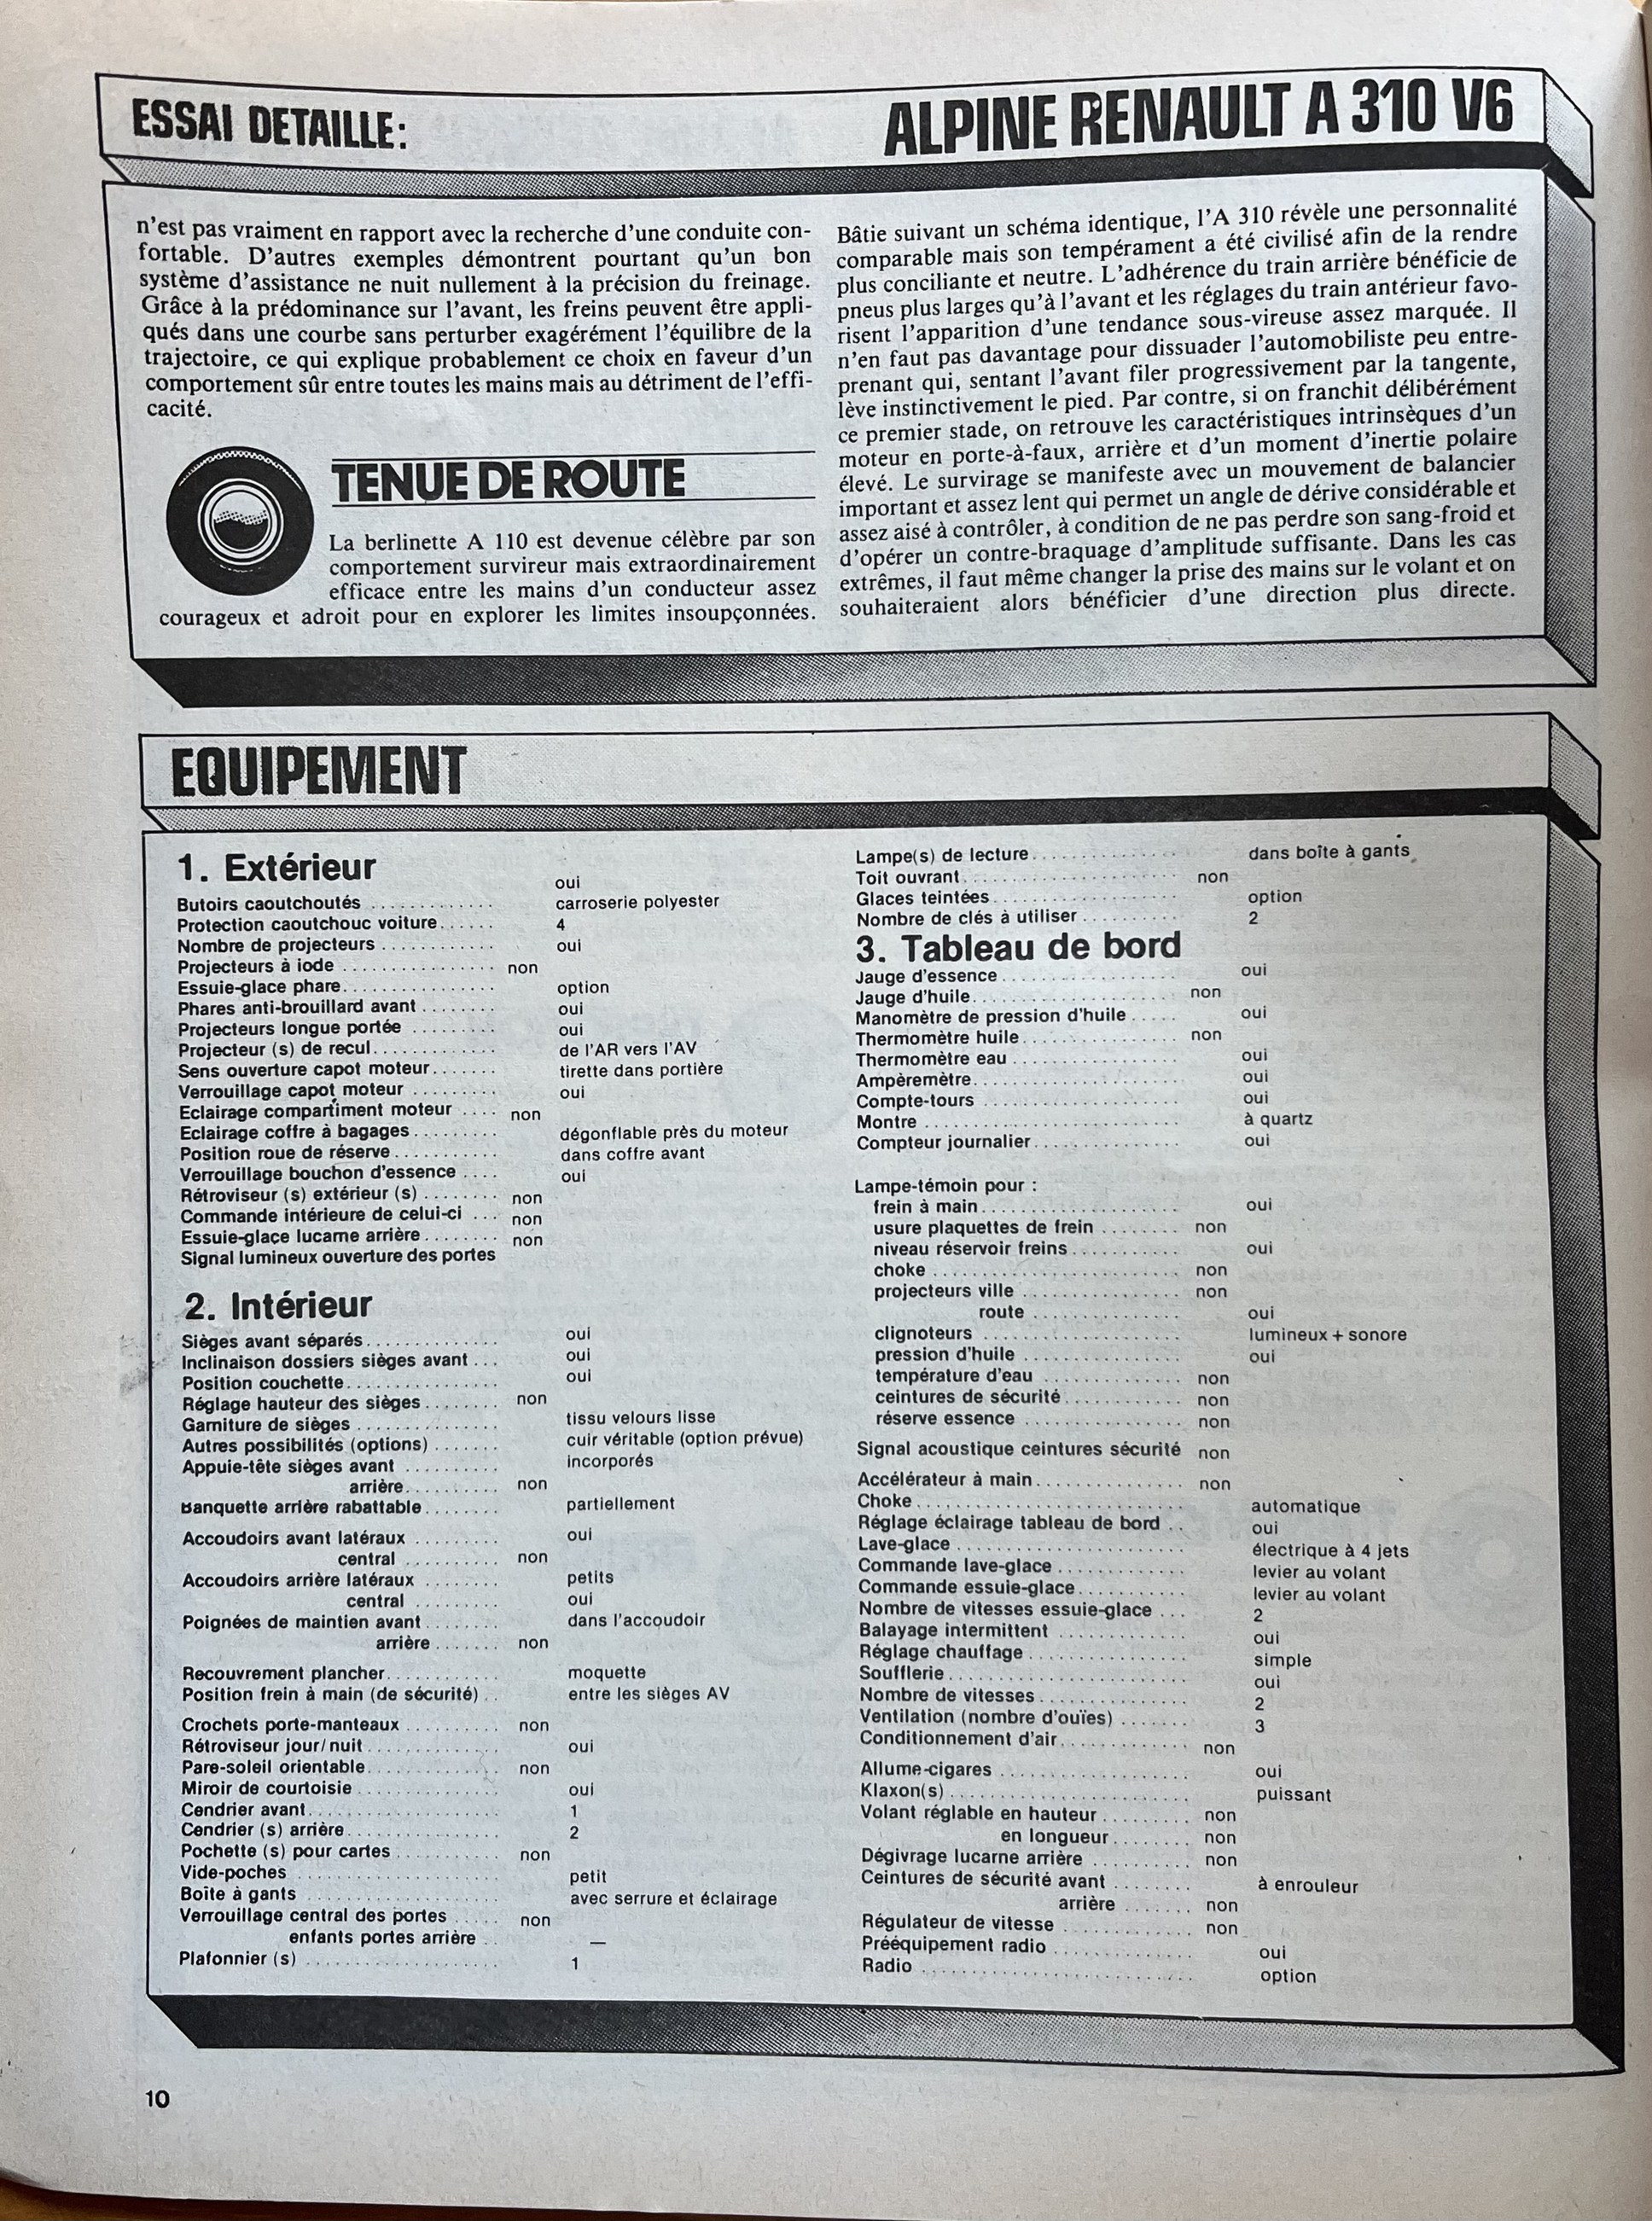 ESSAI DETAILLE:
ALPINE RENAULT A 310 V6
n'est pas vraiment en rapport avec la recherche d'une conduite con-
fortable. D'autres exemples démontrent pourtant qu'un bon
système d'assistance ne nuit nullement à la précision du freinage.
Grâce à la prédominance sur l'avant, les freins peuvent être appli-
qués dans une courbe sans perturber exagérément l'équilibre de la
trajectoire, ce qui explique probablement ce choix en faveur d'un
comportement sûr entre toutes les mains mais au détriment de l'effi-
cacité.
TENUE DE ROUTE
La berlinette A 110 est devenue célèbre par son
comportement survireur mais extraordinairement
efficace entre les mains d'un conducteur assez
courageux et adroit pour en explorer les limites insoupçonnées.
Bâtie suivant un schéma identique, l'A 310 révèle une personnalité
comparable mais son tempérament a été civilisé afin de la rendre
plus conciliante et neutre. L'adhérence du train arrière bénéficie de
pneus plus larges qu'à l'avant et les réglages du train antérieur favo-
risent l'apparition d'une tendance sous-vireuse assez marquée. Il
n'en faut pas davantage pour dissuader l'automobiliste peu entre-
prenant qui, sentant l'avant filer progressivement par la tangente,
lève instinctivement le pied. Par contre, si on franchit délibérément
ce premier stade, on retrouve les caractéristiques intrinsèques d'un
moteur en porte-à-faux, arrière et d'un moment d'inertie polaire
élevé. Le survirage se manifeste avec un mouvement de balancier
important et assez lent qui permet un angle de dérive considérable et
assez aisé à contrôler, à condition de ne pas perdre son sang-froid et
d'opérer un contre-braquage d'amplitude suffisante. Dans les cas
extrêmes, il faut même changer la prise des mains sur le volant et on
souhaiteraient alors bénéficier d'une direction plus directe.
EQUIPEMENT
1. Extérieur
oui
Butoirs caoutchoutés ............. carroserie polyester
Protection caoutchouc voiture...... 4
Nombre de projecteurs ............ oui
Projecteurs à iode ................ non
Essuie-glace phare................ option
Phares anti-brouillard avant ........ oui
Projecteurs longue portée ......... oui
Projecteur (s) de recul............. de l'AR vers l'AV
Sens ouverture capot moteur....... tirette dans portière
Verrouillage capot moteur ......... oui
Eclairage compartiment moteur .... non
Eclairage coffre à bagages......... dégonflable près du moteur
Position roue de réserve........... dans coffre avant
Verrouillage bouchon d'essence .... oui
Rétroviseur (s) extérieur (s) ........ non
Commande intérieure de celui-ci ... non
Essuie-glace lucarne arrière........ non
Signal lumineux ouverture des portes
2. Intérieur
Sièges avant séparés.............. oui
Inclinaison dossiers sièges avant ... oui
Position couchette................ oui
Réglage hauteur des sièges........ non
Garniture de sièges ............... tissu velours lisse
Autres possibilités (options) ....... cuir véritable (option prévue)
Appuie-tête sièges avant .......... incorporés
arrière.......... non
Banquette arrière rabattable........ partiellement
Accoudoirs avant latéraux ......... oui
central .......... non
Accoudoirs arrière latéraux ........ petits
central ......... oui
Poignées de maintien avant ........ dans l'accoudoir
arrière....... non
Recouvrement plancher............ moquette
Position frein à main (de sécurité) .. entre les sièges AV
Crochets porte-manteaux .......... non
Rétroviseur jour/nuit.............. oui
Pare-soleil orientable.............. non
Miroir de courtoisie ............... oui
Cendrier avant.................... 1
Cendrier (s) arrière................ 2
Pochette (s) pour cartes ........... non
Vide-poches ...................... petit
Boîte à gants .................... avec serrure et éclairage
Verrouillage central des portes ..... non
enfants portes arrière .. —
Plafonnier (s) .................... 1
Lampe(s) de lecture............... dans boîte à gants
Toit ouvrant...................... non
Glaces teintées................... option
Nombre de clés à utiliser .......... 2
3. Tableau de bord
Jauge d'essence................... oui
Jauge d'huile...................... non
Manomètre de pression d'huile..... oui
Thermomètre huile................ non
Thermomètre eau ................. oui
Ampèremètre...................... oui
Compte-tours ..................... oui
Montre ........................... à quartz
Compteur journalier................ oui
Lampe-témoin pour :
frein à main...................... oui
usure plaquettes de frein ........ non
niveau réservoir freins........... oui
choke ........................... non
projecteurs ville ................ non
route ................ oui
clignoteurs ...................... lumineux + sonore
pression d'huile ................. oui
température d'eau ............... non
ceintures de sécurité............ non
réserve essence ................. non
Signal acoustique ceintures sécurité non
Accélérateur à main............... non
Choke............................. automatique
Réglage éclairage tableau de bord .. oui
Lave-glace ........................ électrique à 4 jets
Commande lave-glace ............. levier au volant
Commande essuie-glace........... levier au volant
Nombre de vitesses essuie-glace ... 2
Balayage intermittent ............. oui
Réglage chauffage ................ simple
Soufflerie......................... oui
Nombre de vitesses................ 2
Ventilation (nombre d'ouïes) ....... 3
Conditionnement d'air............. non
Allume-cigares ................... oui
Klaxon(s) ........................ puissant
Volant réglable en hauteur ......... non
en longueur........ non
Dégivrage lucarne arrière .......... non
Ceintures de sécurité avant ........ à enrouleur
arrière ....... non
Régulateur de vitesse ............. non
Prééquipement radio .............. oui
Radio ............................ option
10